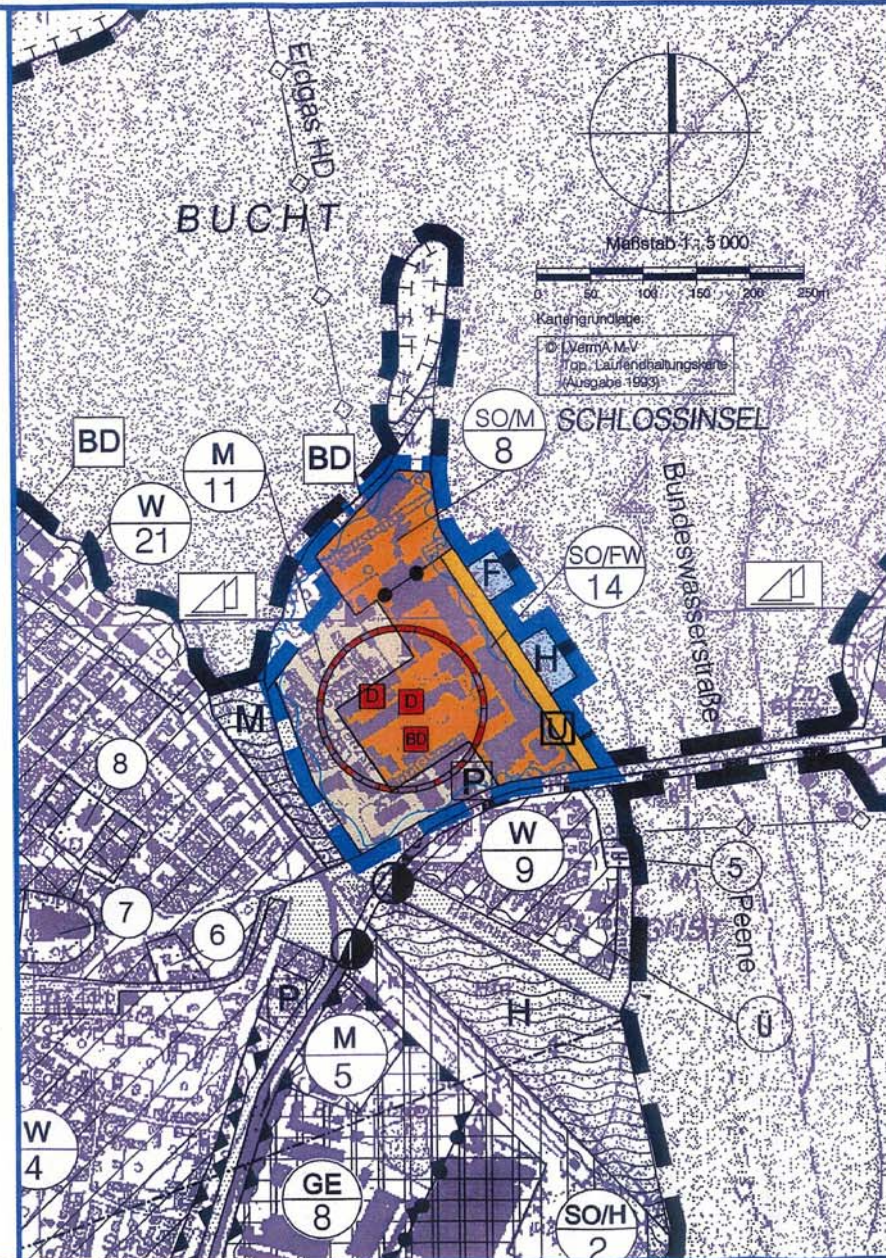 Erdgas HD
BUCHT
Maßstab 1 : 5 000
0 50 100 150 200 250m
Kartengrundlage:
© LVermA M-V
Top. Laufendhaltungskarte
(Ausgabe 1993)
SO/M
8
SCHLOSSINSEL
BD
M
11
BD
W
21
Bundeswasserstraße
SO/FW
14
F
H
M
D
D
BD
U
P
8
W
9
5
Peene
7
6
P
H
Ü
M
5
W
4
GE
8
SO/H
2